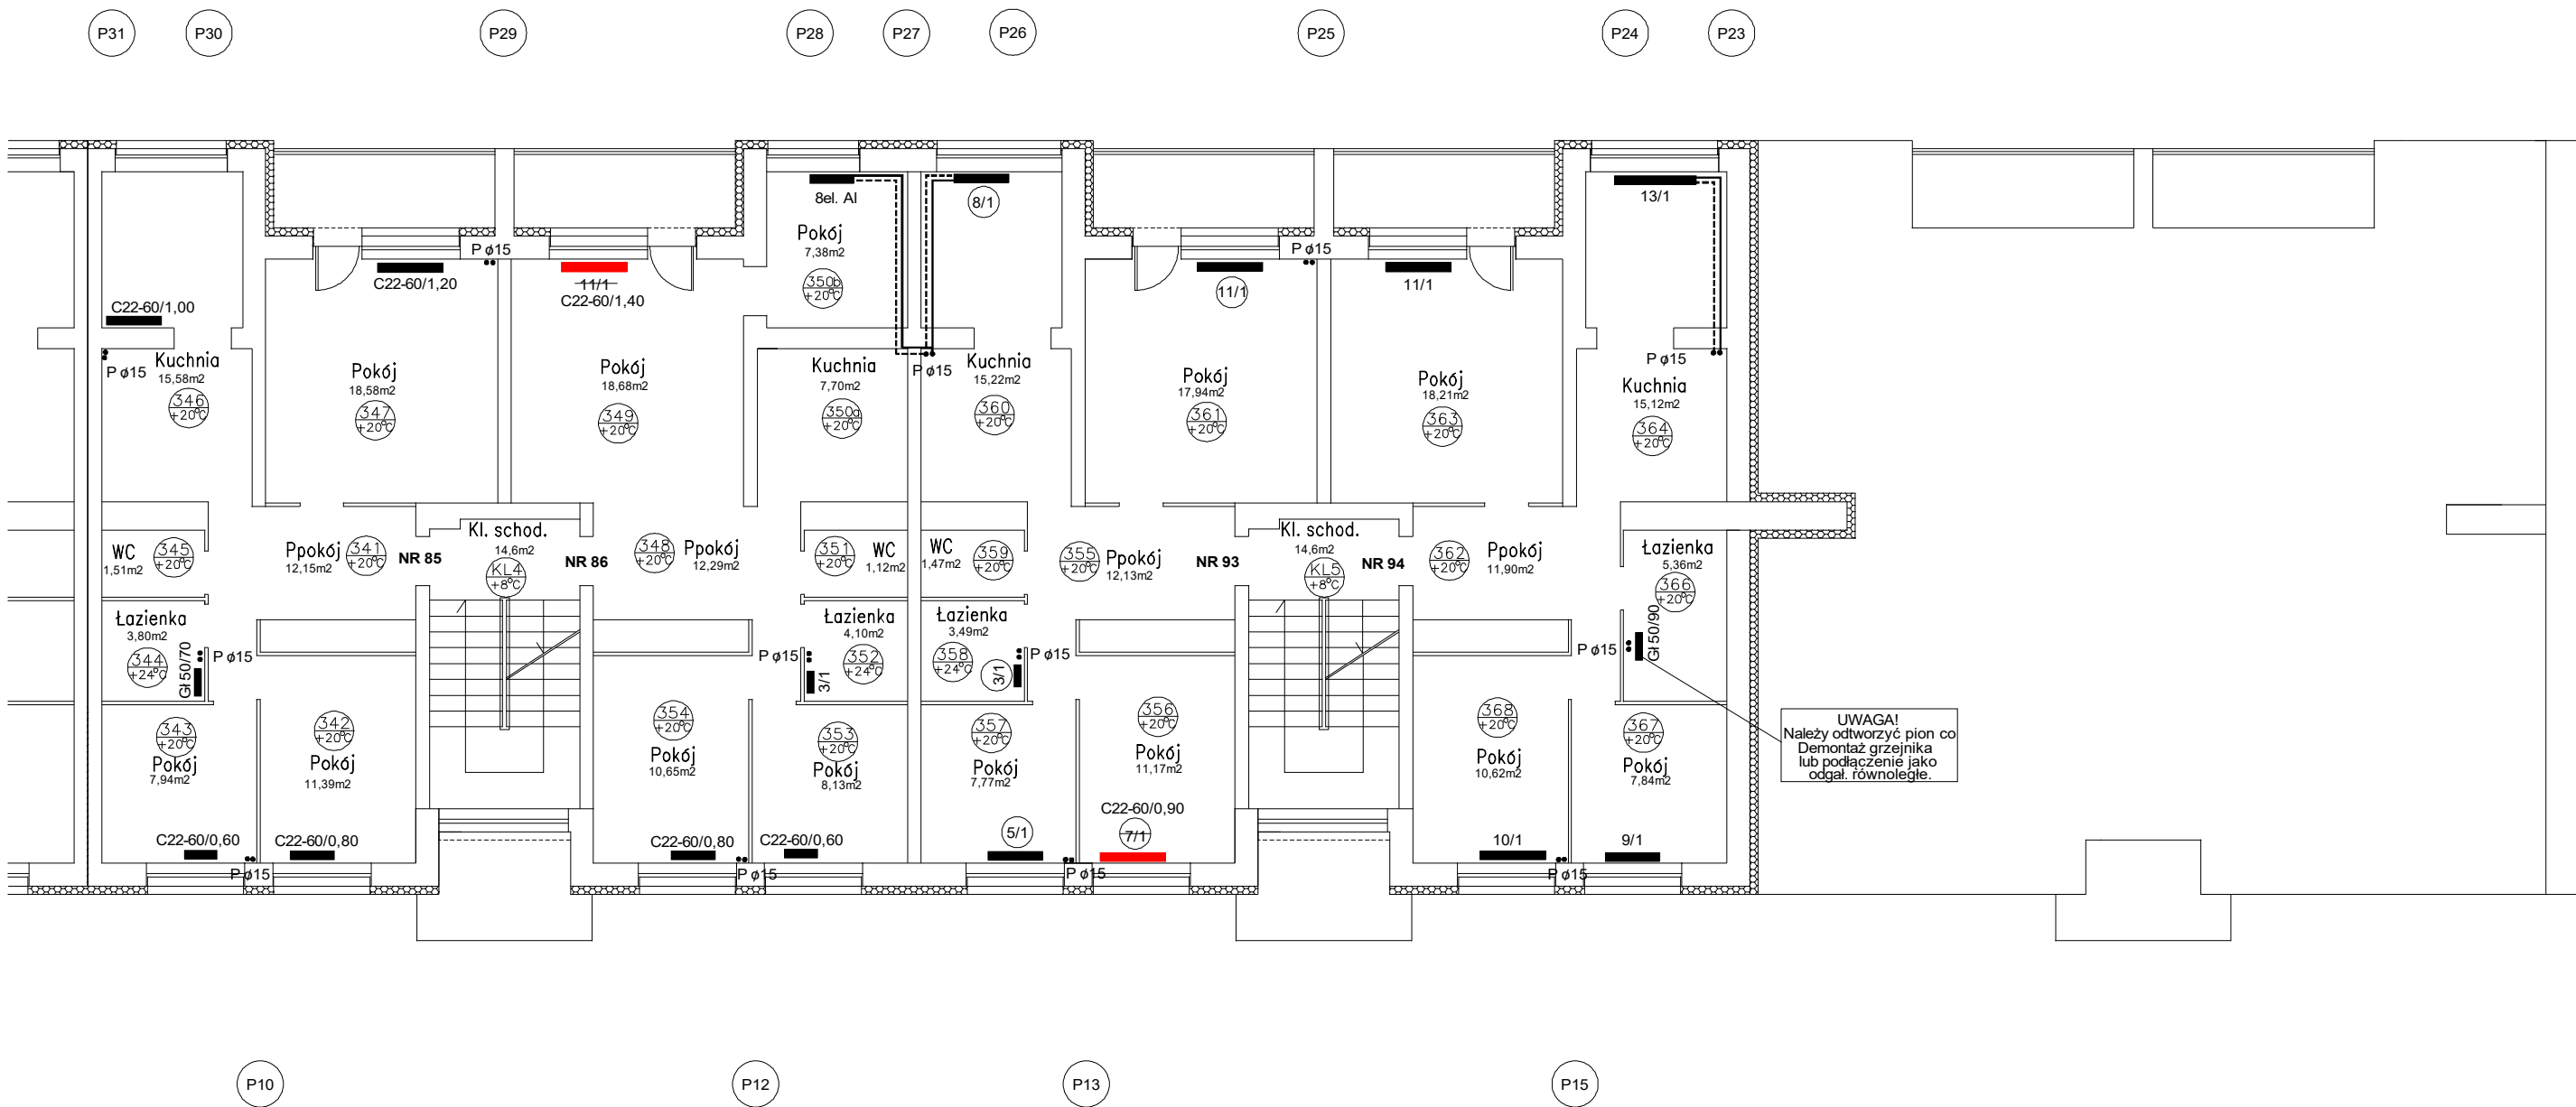 P31
P30
P29
P28
P27
P26
P25
P24
P23
8el. Al
8/1
13/1
Pokój
7,38m2
350b
+20°C
P ø15
P ø15
C22-60/1,20
11/1
C22-60/1,40
11/1
11/1
C22-60/1,00
P ø15
Kuchnia
15,58m2
346
+20°C
Pokój
18,58m2
347
+20°C
Pokój
18,68m2
349
+20°C
Kuchnia
7,70m2
350a
+20°C
P ø15
Kuchnia
15,22m2
360
+20°C
Pokój
17,94m2
361
+20°C
Pokój
18,21m2
363
+20°C
P ø15
Kuchnia
15,12m2
364
+20°C
WC
1,51m2
345
+20°C
Ppokój
12,15m2
341
+20°C
NR 85
Kl. schod.
14,6m2
KL4
+8°C
NR 86
348
+20°C
Ppokój
12,29m2
351
+20°C
WC
1,12m2
WC
1,47m2
359
+20°C
355
+20°C
Ppokój
12,13m2
NR 93
Kl. schod.
14,6m2
KL5
+8°C
NR 94
362
+20°C
Ppokój
11,90m2
Łazienka
5,36m2
366
+20°C
Łazienka
3,80m2
344
+24°C
Gł 50/70
P ø15
P ø15
3/1
Łazienka
4,10m2
352
+24°C
Łazienka
3,49m2
358
+24°C
3/1
P ø15
P ø15
Gł 50/90
343
+20°C
Pokój
7,94m2
342
+20°C
Pokój
11,39m2
354
+20°C
Pokój
10,65m2
353
+20°C
Pokój
8,13m2
357
+20°C
Pokój
7,77m2
356
+20°C
Pokój
11,17m2
368
+20°C
Pokój
10,62m2
367
+20°C
Pokój
7,84m2
UWAGA!
Należy odtworzyć pion co
Demontaż grzejnika
lub podłączenie jako
odgał. równoległe.
C22-60/0,60
C22-60/0,80
C22-60/0,80
C22-60/0,60
5/1
C22-60/0,90
7/1
10/1
9/1
P ø15
P ø15
P ø15
P ø15
P10
P12
P13
P15